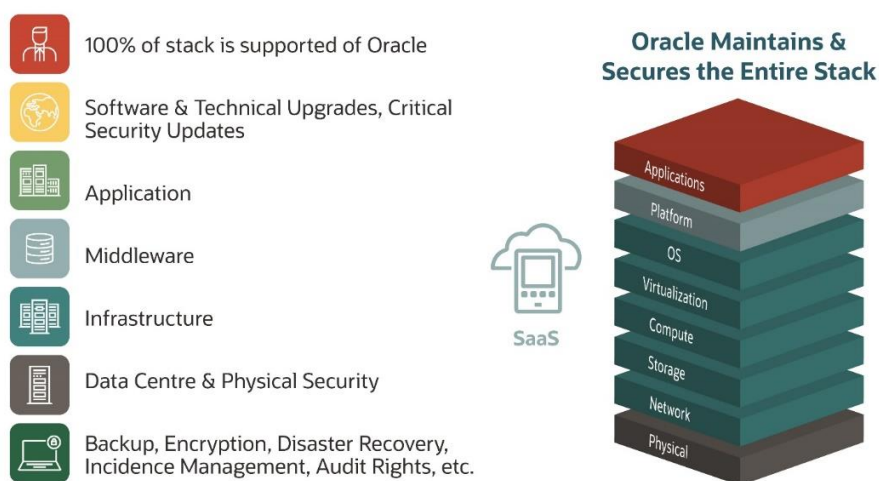 100% of stack is supported of Oracle
Software & Technical Upgrades, Critical
Security Updates
Application
Middleware
Infrastructure
Data Centre & Physical Security
Backup, Encryption, Disaster Recovery,
Incidence Management, Audit Rights, etc.
SaaS
Oracle Maintains &
Secures the Entire Stack
Applications
Platform
OS
Virtualization
Compute
Storage
Network
Physical